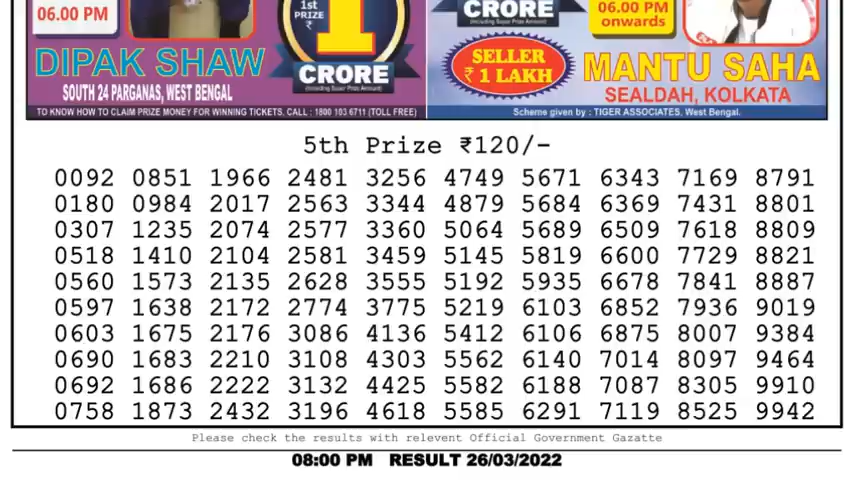 06.00 PM
1st
PRIZE
₹
1
CRORE
(Including Super Prize Amount)
DIPAK SHAW
SOUTH 24 PARGANAS, WEST BENGAL
TO KNOW HOW TO CLAIM PRIZE MONEY FOR WINNING TICKETS, CALL : 1800 103 6711 (TOLL FREE)
CRORE
(Including Super Prize Amount)
06.00 PM
onwards
SELLER
₹ 1 LAKH
MANTU SAHA
SEALDAH, KOLKATA
Scheme given by : TIGER ASSOCIATES, West Bengal.
5th Prize ₹120/-
0092 0851 1966 2481 3256 4749 5671 6343 7169 8791
0180 0984 2017 2563 3344 4879 5684 6369 7431 8801
0307 1235 2074 2577 3360 5064 5689 6509 7618 8809
0518 1410 2104 2581 3459 5145 5819 6600 7729 8821
0560 1573 2135 2628 3555 5192 5935 6678 7841 8887
0597 1638 2172 2774 3775 5219 6103 6852 7936 9019
0603 1675 2176 3086 4136 5412 6106 6875 8007 9384
0690 1683 2210 3108 4303 5562 6140 7014 8097 9464
0692 1686 2222 3132 4425 5582 6188 7087 8305 9910
0758 1873 2432 3196 4618 5585 6291 7119 8525 9942
Please check the results with relevent Official Government Gazatte
08:00 PM RESULT 26/03/2022